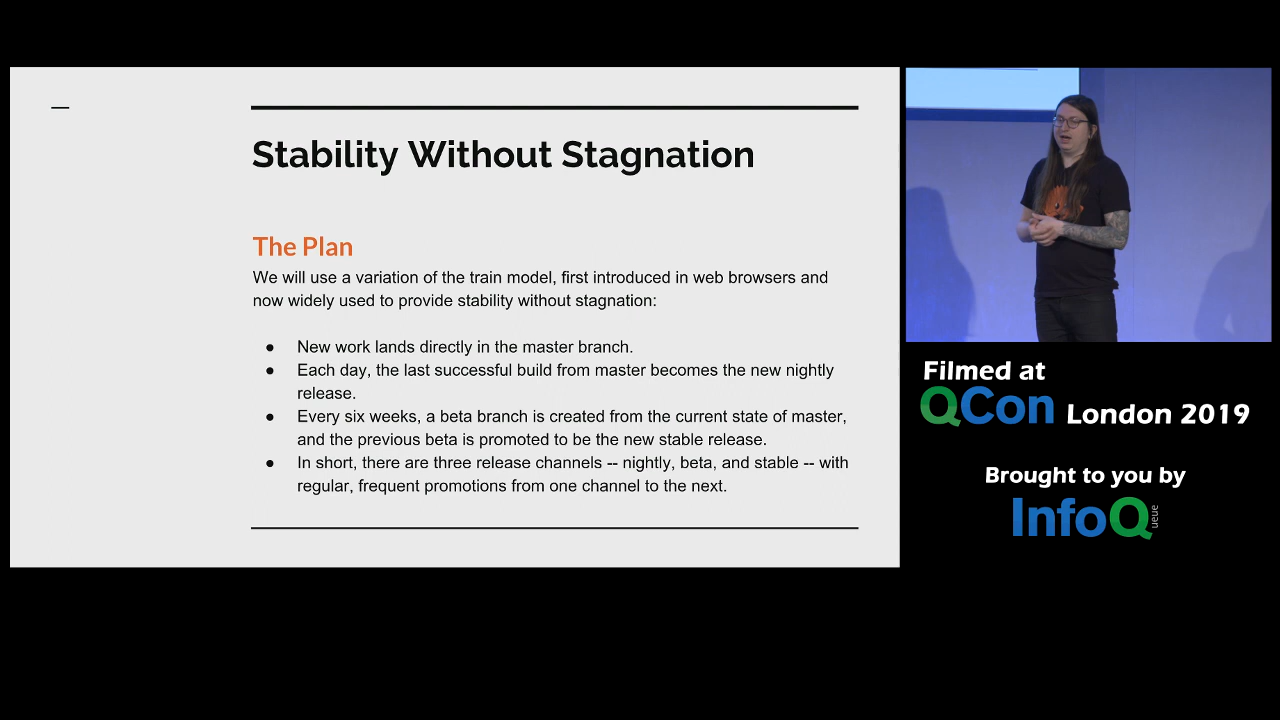 Stability Without Stagnation
The Plan
We will use a variation of the train model, first introduced in web browsers and
now widely used to provide stability without stagnation:
● New work lands directly in the master branch.
● Each day, the last successful build from master becomes the new nightly
release.
● Every six weeks, a beta branch is created from the current state of master,
and the previous beta is promoted to be the new stable release.
● In short, there are three release channels -- nightly, beta, and stable -- with
regular, frequent promotions from one channel to the next.
Filmed at
QCon London 2019
Brought to you by
InfoQ
ueue